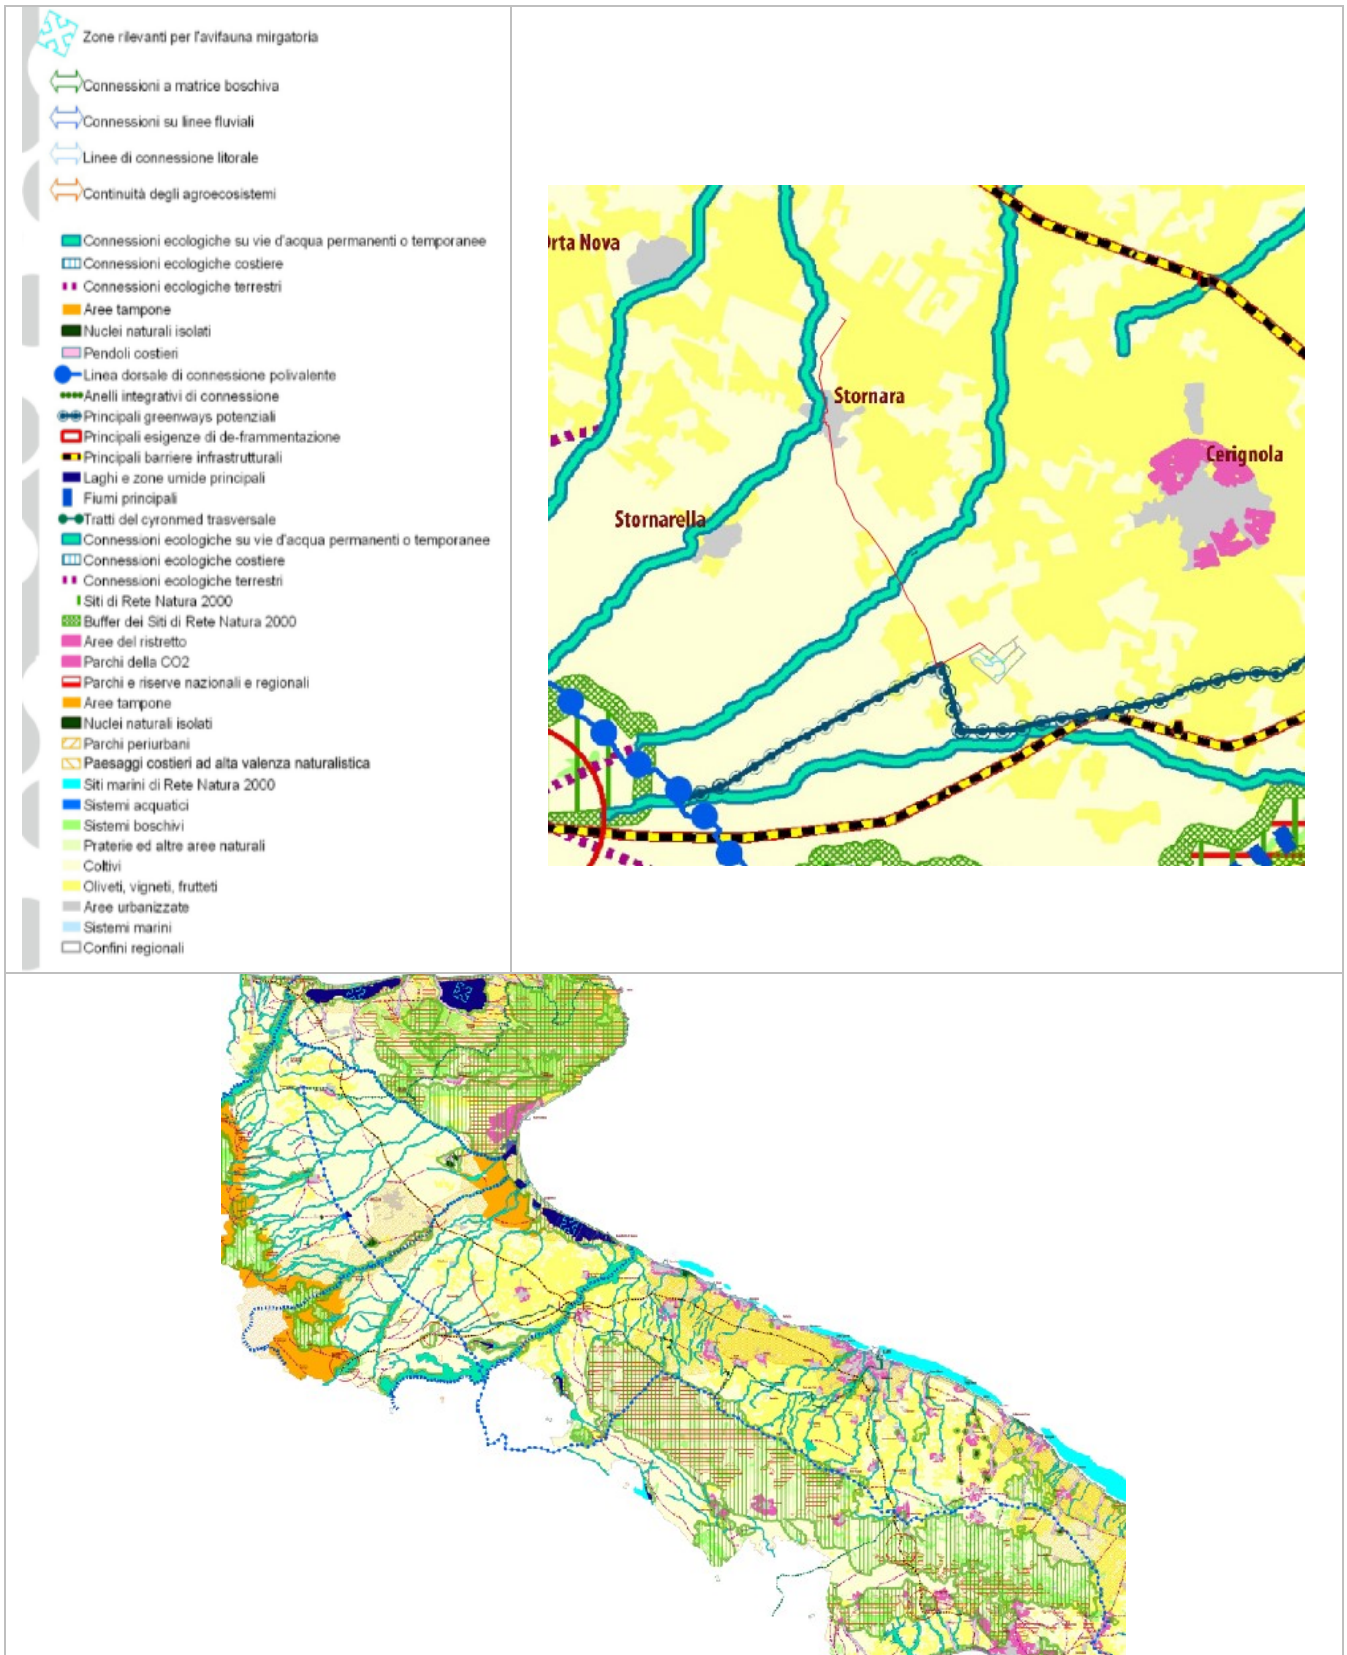 Zone rilevanti per l'avifauna mirgatoria
Connessioni a matrice boschiva
Connessioni su linee fluviali
Linee di connessione litorale
Continuità degli agroecosistemi
Connessioni ecologiche su vie d'acqua permanenti o temporanee
Connessioni ecologiche costiere
Connessioni ecologiche terrestri
Aree tampone
Nuclei naturali isolati
Pendoli costieri
Linea dorsale di connessione polivalente
Anelli integrativi di connessione
Principali greenways potenziali
Principali esigenze di de-frammentazione
Principali barriere infrastrutturali
Laghi e zone umide principali
Fiumi principali
Tratti del cyronmed trasversale
Connessioni ecologiche su vie d'acqua permanenti o temporanee
Connessioni ecologiche costiere
Connessioni ecologiche terrestri
Siti di Rete Natura 2000
Buffer dei Siti di Rete Natura 2000
Aree del ristretto
Parchi della CO2
Parchi e riserve nazionali e regionali
Aree tampone
Nuclei naturali isolati
Parchi periurbani
Paesaggi costieri ad alta valenza naturalistica
Siti marini di Rete Natura 2000
Sistemi acquatici
Sistemi boschivi
Praterie ed altre aree naturali
Coltivi
Oliveti, vigneti, frutteti
Aree urbanizzate
Sistemi marini
Confini regionali
rta Nova
Stornara
Cerignola
Stornarella